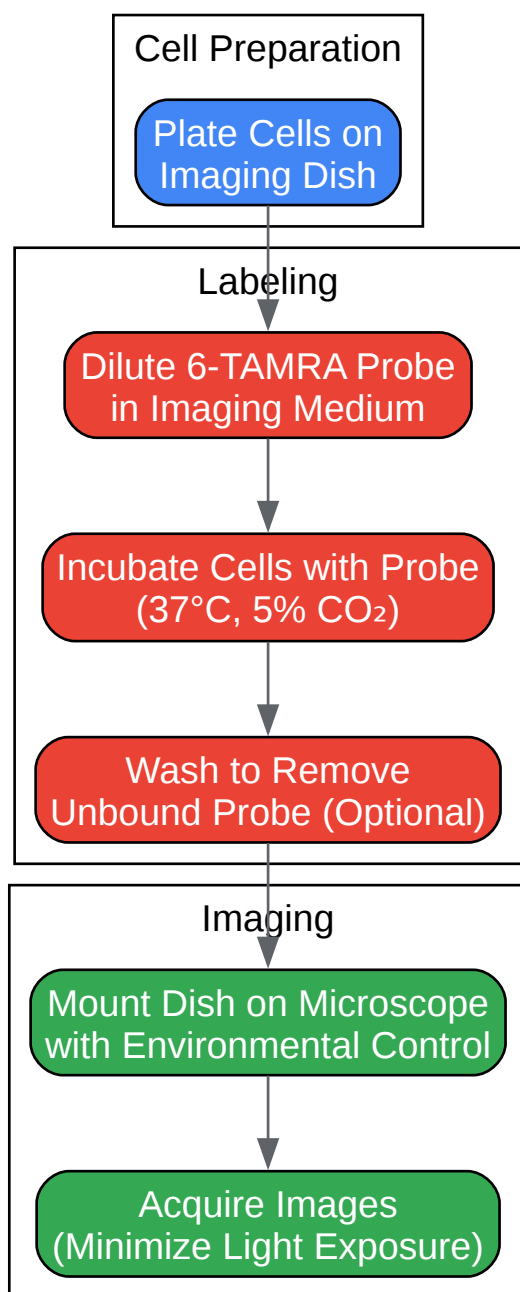 Cell Preparation
Plate Cells on
Imaging Dish
Labeling
Dilute 6-TAMRA Probe
in Imaging Medium
Incubate Cells with Probe
(37°C, 5% CO₂)
Wash to Remove
Unbound Probe (Optional)
Imaging
Mount Dish on Microscope
with Environmental Control
Acquire Images
(Minimize Light Exposure)